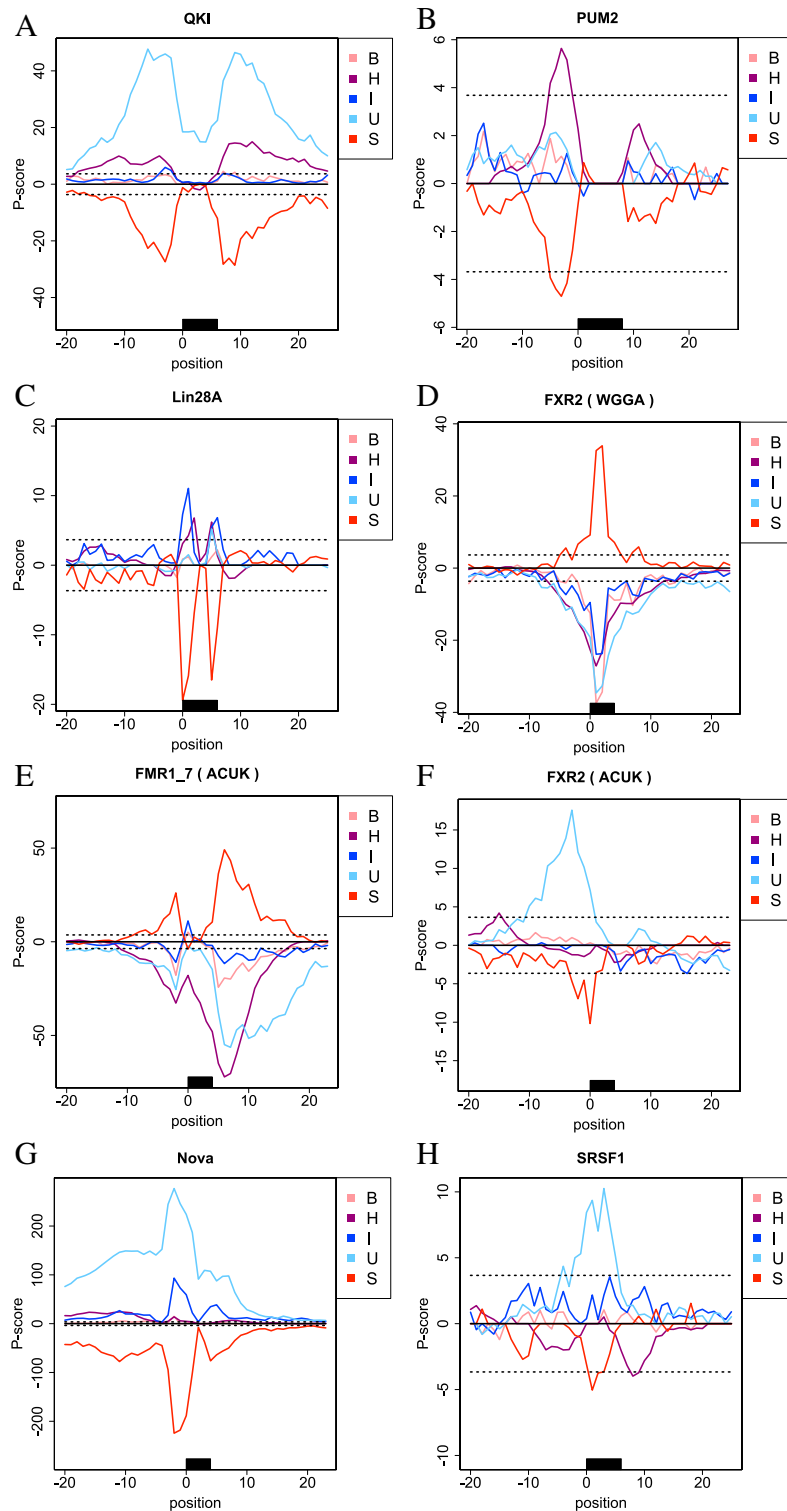 A
QKI
P-score
40
20
0
-20
-40
-20 -10 0 10 20
position
B
H
I
U
S
B
PUM2
P-score
6
4
2
0
-2
-4
-6
-20 -10 0 10 20
position
B
H
I
U
S
C
Lin28A
P-score
20
10
0
-10
-20
-20 -10 0 10 20
position
B
H
I
U
S
D
FXR2 ( WGGA )
P-score
40
20
0
-20
-40
-20 -10 0 10 20
position
B
H
I
U
S
E
FMR1_7 ( ACUK )
P-score
50
0
-50
-20 -10 0 10 20
position
B
H
I
U
S
F
FXR2 ( ACUK )
P-score
15
10
5
0
-5
-10
-15
-20 -10 0 10 20
position
B
H
I
U
S
G
Nova
P-score
200
100
0
-100
-200
-20 -10 0 10 20
position
B
H
I
U
S
H
SRSF1
P-score
10
5
0
-5
-10
-20 -10 0 10 20
position
B
H
I
U
S